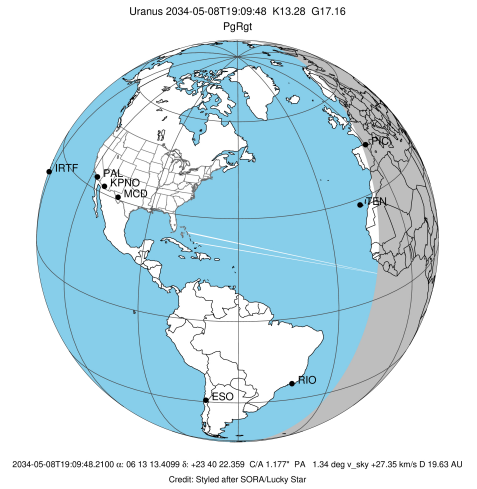 Uranus 2034-05-08T19:09:48 K13.28 G17.16
PgRgt
PIC
IRTF
PAL
KPNO
MCD
TEN
RIO
ESO
2034-05-08T19:09:48.2100 α: 06 13 13.4099 δ: +23 40 22.359 C/A 1.177" PA 1.34 deg v_sky +27.35 km/s D 19.63 AU
Credit: Styled after SORA/Lucky Star